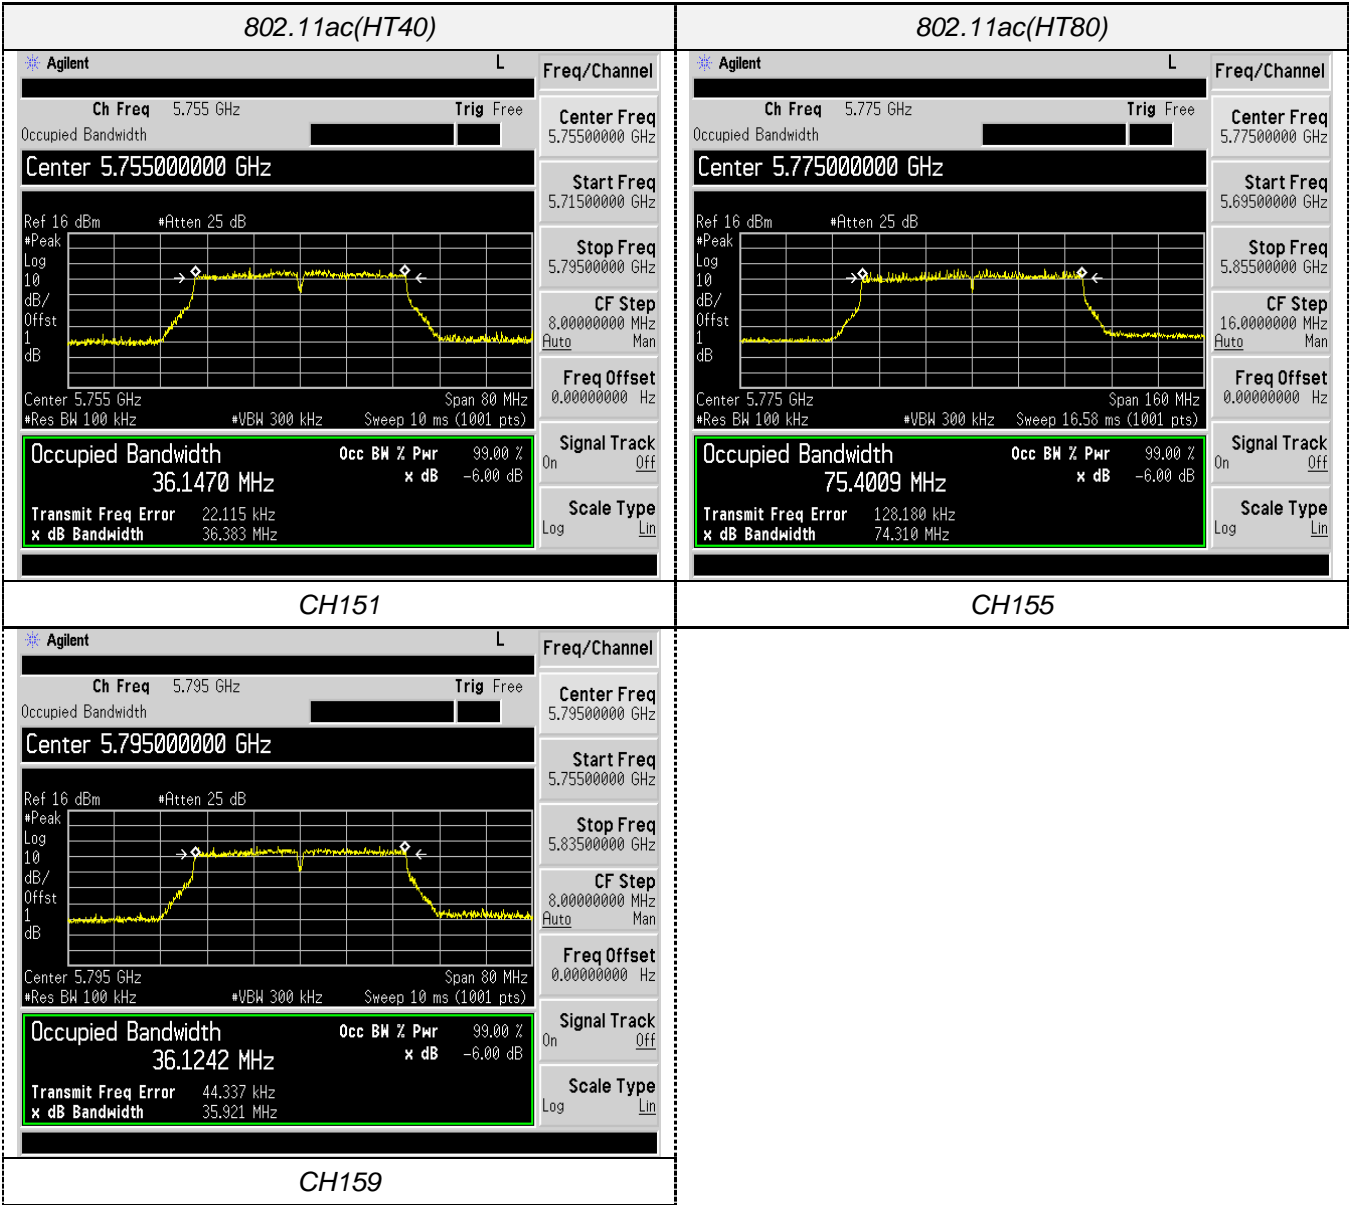 802.11ac(HT40)
802.11ac(HT80)
Agilent
L
Freq/Channel
Ch Freq 5.755 GHz
Trig Free
Occupied Bandwidth
Center 5.755000000 GHz
Center Freq
5.75500000 GHz
Start Freq
5.71500000 GHz
Stop Freq
5.79500000 GHz
CF Step
8.00000000 MHz
Auto Man
Freq Offset
0.00000000 Hz
Signal Track
On Off
Scale Type
Log Lin
Ref 16 dBm #Atten 25 dB
#Peak
Log
10
dB/
Offst
1
dB
Center 5.755 GHz Span 80 MHz
#Res BW 100 kHz #VBW 300 kHz Sweep 10 ms (1001 pts)
Occupied Bandwidth
36.1470 MHz
Occ BW % Pwr 99.00 %
x dB -6.00 dB
Transmit Freq Error 22.115 kHz
x dB Bandwidth 36.383 MHz
Agilent
L
Freq/Channel
Ch Freq 5.775 GHz
Trig Free
Occupied Bandwidth
Center 5.775000000 GHz
Center Freq
5.77500000 GHz
Start Freq
5.69500000 GHz
Stop Freq
5.85500000 GHz
CF Step
16.0000000 MHz
Auto Man
Freq Offset
0.00000000 Hz
Signal Track
On Off
Scale Type
Log Lin
Ref 16 dBm #Atten 25 dB
#Peak
Log
10
dB/
Offst
1
dB
Center 5.775 GHz Span 160 MHz
#Res BW 100 kHz #VBW 300 kHz Sweep 16.58 ms (1001 pts)
Occupied Bandwidth
75.4009 MHz
Occ BW % Pwr 99.00 %
x dB -6.00 dB
Transmit Freq Error 128.180 kHz
x dB Bandwidth 74.310 MHz
CH151
CH155
Agilent
L
Freq/Channel
Ch Freq 5.795 GHz
Trig Free
Occupied Bandwidth
Center 5.795000000 GHz
Center Freq
5.79500000 GHz
Start Freq
5.75500000 GHz
Stop Freq
5.83500000 GHz
CF Step
8.00000000 MHz
Auto Man
Freq Offset
0.00000000 Hz
Signal Track
On Off
Scale Type
Log Lin
Ref 16 dBm #Atten 25 dB
#Peak
Log
10
dB/
Offst
1
dB
Center 5.795 GHz Span 80 MHz
#Res BW 100 kHz #VBW 300 kHz Sweep 10 ms (1001 pts)
Occupied Bandwidth
36.1242 MHz
Occ BW % Pwr 99.00 %
x dB -6.00 dB
Transmit Freq Error 44.337 kHz
x dB Bandwidth 35.921 MHz
CH159